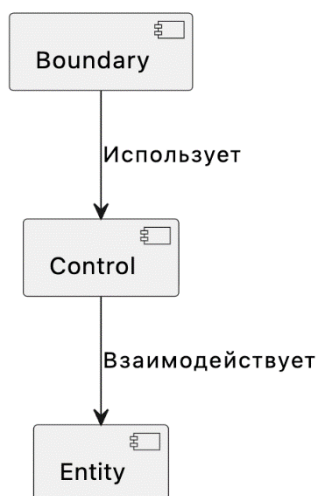 Boundary
Использует
Control
Взаимодействует
Entity